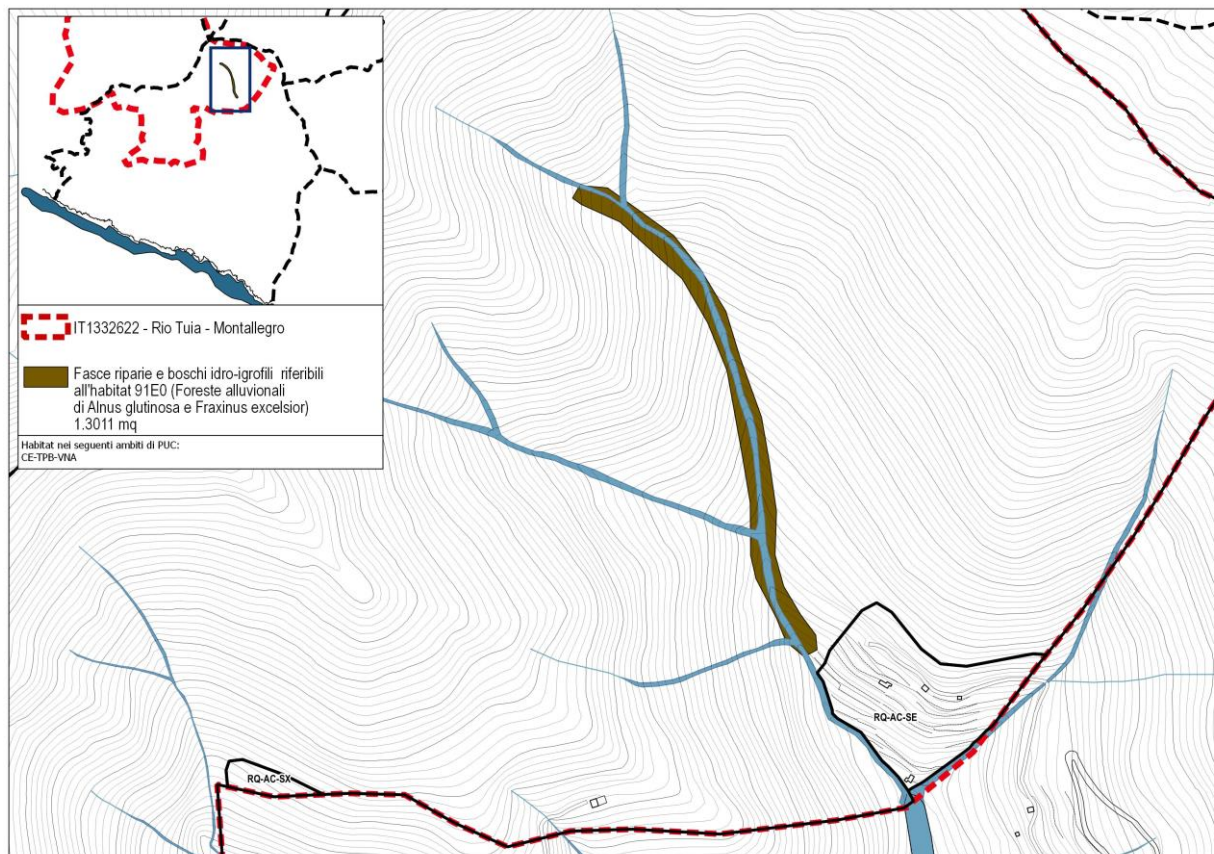 IT1332622 - Rio Tuia - Montallegro
Fasce riparie e boschi idro-igrofili riferibili
all'habitat 91E0 (Foreste alluvionali
di Alnus glutinosa e Fraxinus excelsior)
1.3011 mq
Habitat nei seguenti ambiti di PUC:
CE-TPB-VNA
RQ-AC-SE
RQ-AC-SX